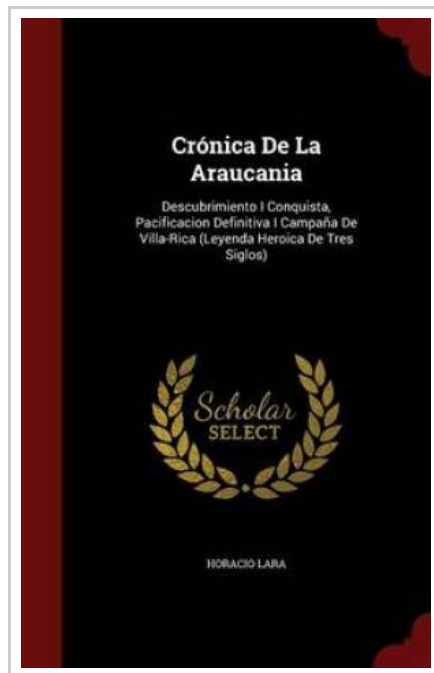 Crónica De La
Araucania
Descubrimiento I Conquista,
Pacificacion Definitiva I Campaña De
Villa-Rica (Leyenda Heroica De Tres
Siglos)
Scholar
SELECT
HORACIO LARA